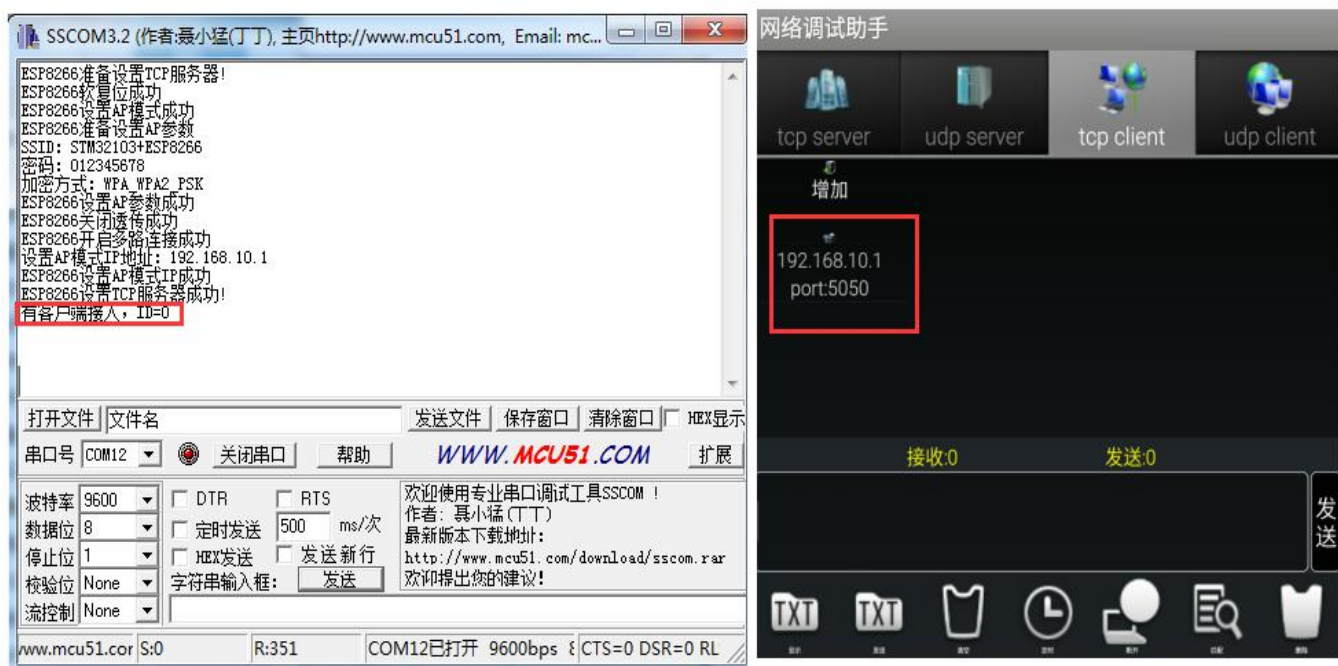 SSCOM3.2 (作者:聂小猛(丁丁), 主页http://www.mcu51.com, Email: mc...
ESP8266准备设置TCP服务器!
ESP8266软复位成功
ESP8266设置AP模式成功
ESP8266准备设置AP参数
SSID: STM32103+ESP8266
密码: 012345678
加密方式: WPA_WPA2_PSK
ESP8266设置AP参数成功
ESP8266关闭透传成功
ESP8266开启多路连接成功
设置AP模式IP地址: 192.168.10.1
ESP8266设置AP模式IP成功
ESP8266设置TCP服务器成功!
有客户端接入, ID=0
打开文件 文件名 发送文件 保存窗口 清除窗口 HEX显示
串口号 COM12 关闭串口 帮助 WWW.MCU51.COM 扩展
波特率 9600 DTR RTS
数据位 8 定时发送 500 ms/次
停止位 1 HEX发送 发送新行
校验位 None 字符串输入框: 发送
流控制 None
欢迎使用专业串口调试工具SSCOM !
作者: 聂小猛(丁丁)
最新版本下载地址:
http://www.mcu51.com/download/sscom.rar
欢迎提出您的建议!
www.mcu51.cor S:0 R:351 COM12已打开 9600bps 8 CTS=0 DSR=0 RL
网络调试助手
tcp server udp server tcp client udp client
增加
192.168.10.1
port:5050
接收:0 发送:0
发送
TXT TXT